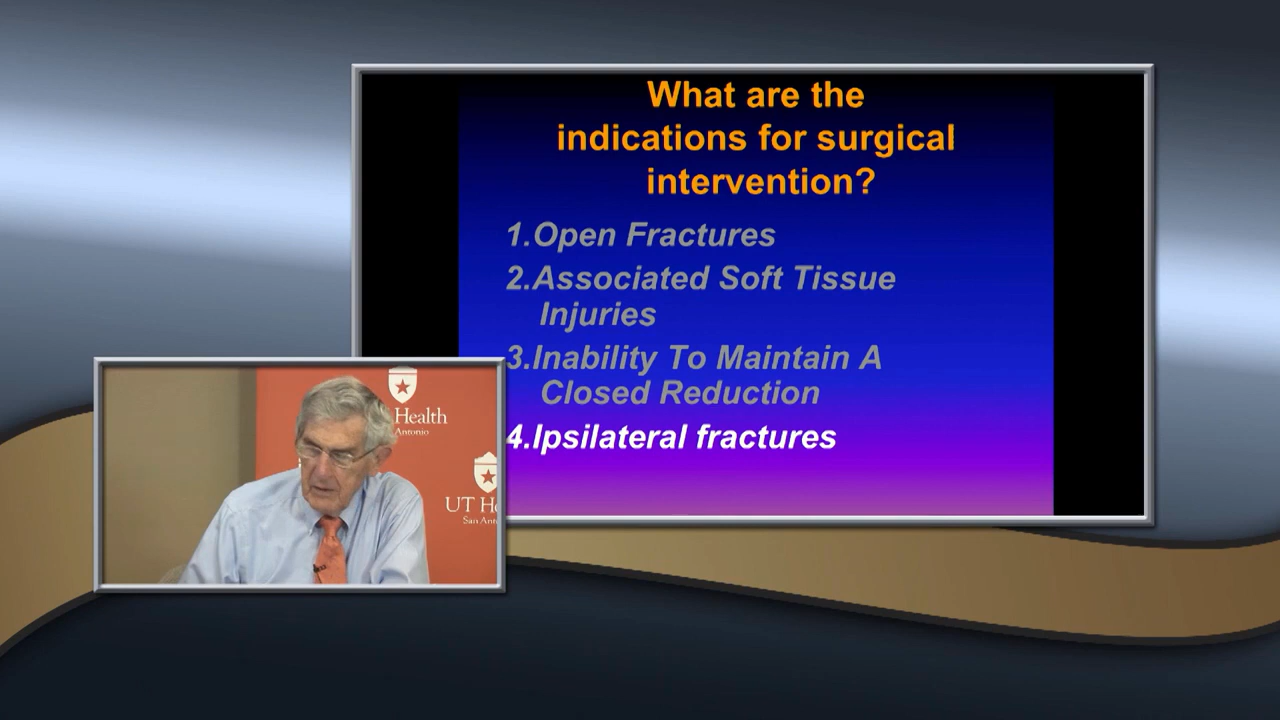 What are the
indications for surgical
intervention?
1.Open Fractures
2.Associated Soft Tissue
Injuries
3.Inability To Maintain A
Closed Reduction
4.Ipsilateral fractures
Health
Antonio
UT He
San Anto